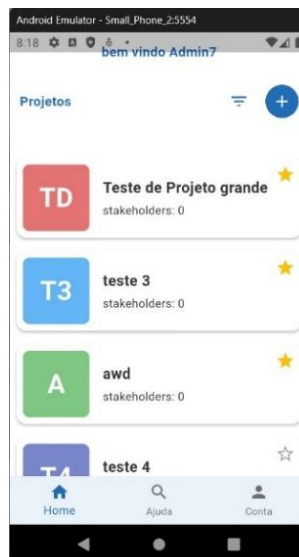 Android Emulator - Small_Phone_2:5554
8:18
bem vindo Admin7
Projetos
TD
Teste de Projeto grande
stakeholders: 0
T3
teste 3
stakeholders: 0
A
awd
stakeholders: 0
T4
teste 4
Home
Ajuda
Conta